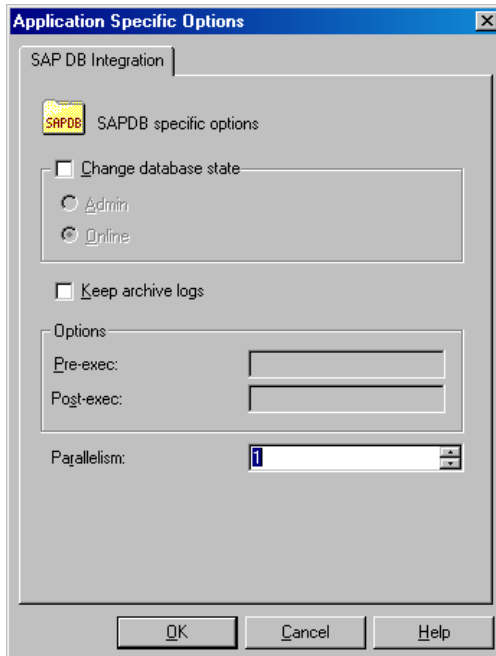 Application Specific Options
SAP DB Integration
SAPDB
SAPDB specific options
Change database state
Admin
Online
Keep archive logs
Options
Pre-exec:
Post-exec:
Parallelism: 1
OK Cancel Help